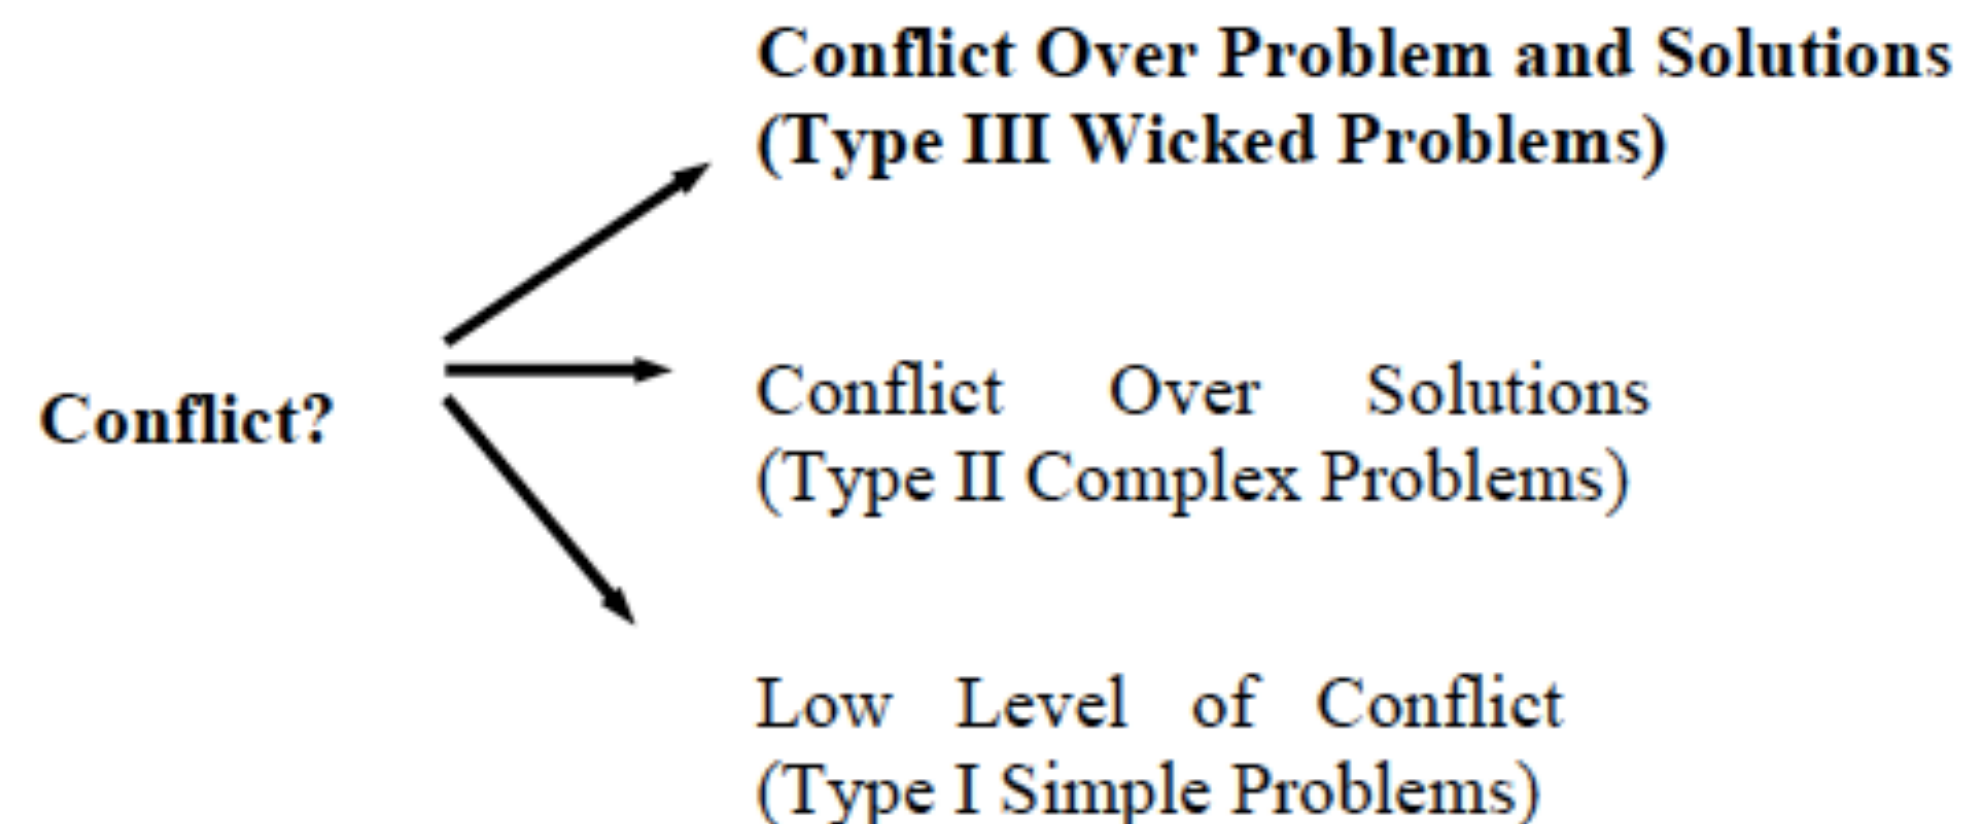 Conflict Over Problem and Solutions
(Type III Wicked Problems)
Conflict?
Conflict Over Solutions
(Type II Complex Problems)
Low Level of Conflict
(Type I Simple Problems)